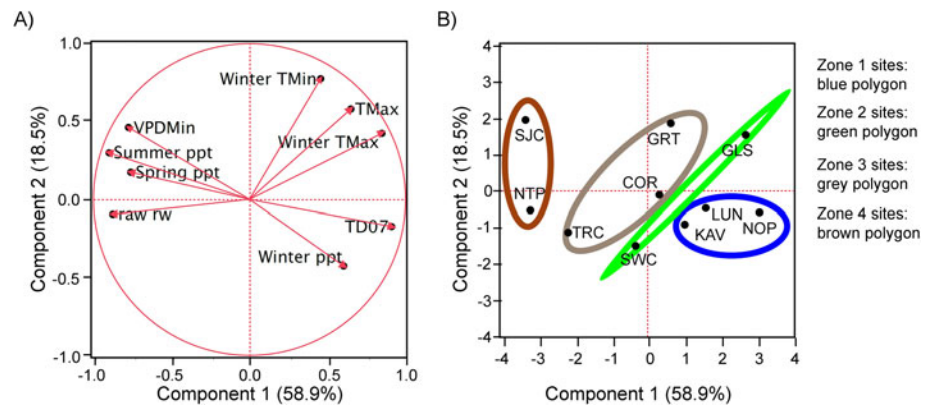 A)
1.0
0.5
0.0
-0.5
-1.0
Component 2 (18.5%)
Winter TMin
TMax
Winter TMax
VPDMin
Summer ppt
Spring ppt
raw rw
TD07
Winter ppt
-1.0 -0.5 0.0 0.5 1.0
Component 1 (58.9%)
B)
4
3
2
1
0
-1
-2
-3
-4
Component 2 (18.5%)
SJC
GRT
GLS
NTP
COR
TRC
LUN
KAV
NOP
SWC
-4 -3 -2 -1 0 1 2 3 4
Component 1 (58.9%)
Zone 1 sites:
blue polygon
Zone 2 sites:
green polygon
Zone 3 sites:
grey polygon
Zone 4 sites:
brown polygon